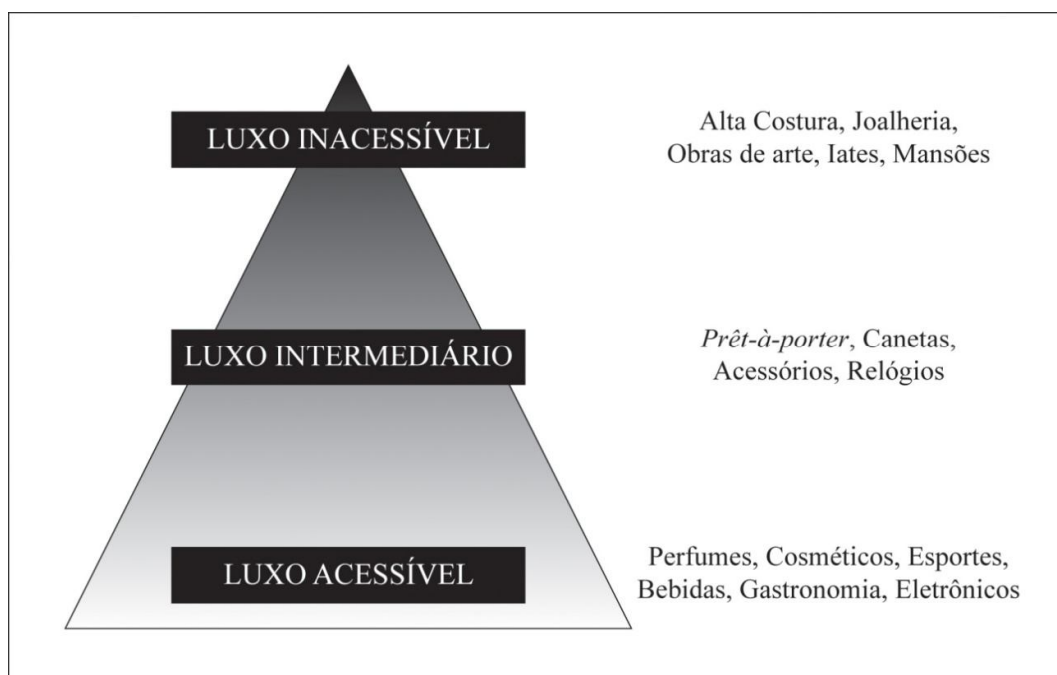 LUXO INACESSÍVEL
Alta Costura, Joalheria,
Obras de arte, Iates, Mansões
LUXO INTERMEDIÁRIO
Prêt-à-porter, Canetas,
Acessórios, Relógios
LUXO ACESSÍVEL
Perfumes, Cosméticos, Esportes,
Bebidas, Gastronomia, Eletrônicos